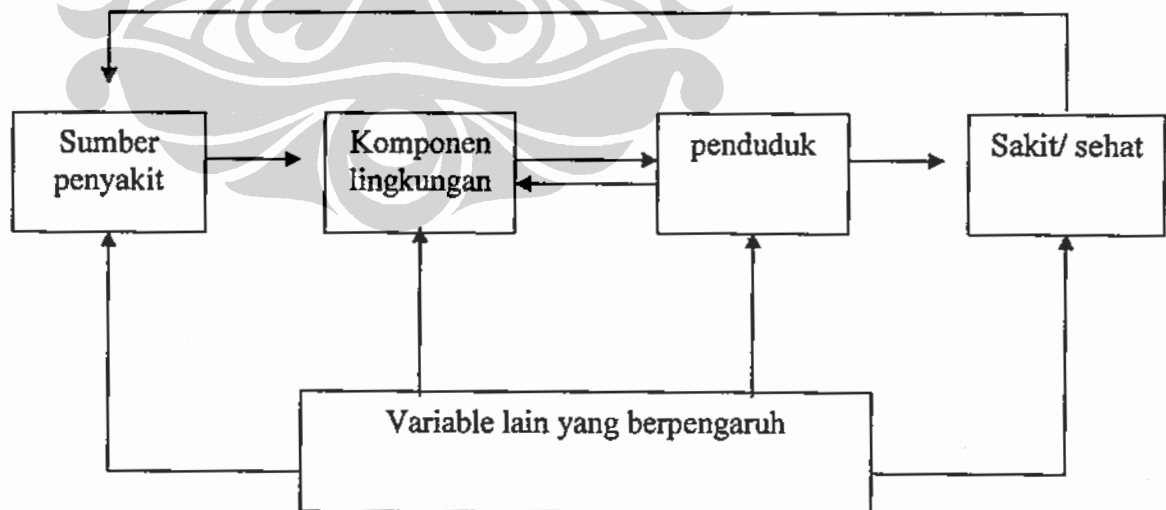 Sumber
penyakit
Komponen
lingkungan
penduduk
Sakit/ sehat
Variable lain yang berpengaruh